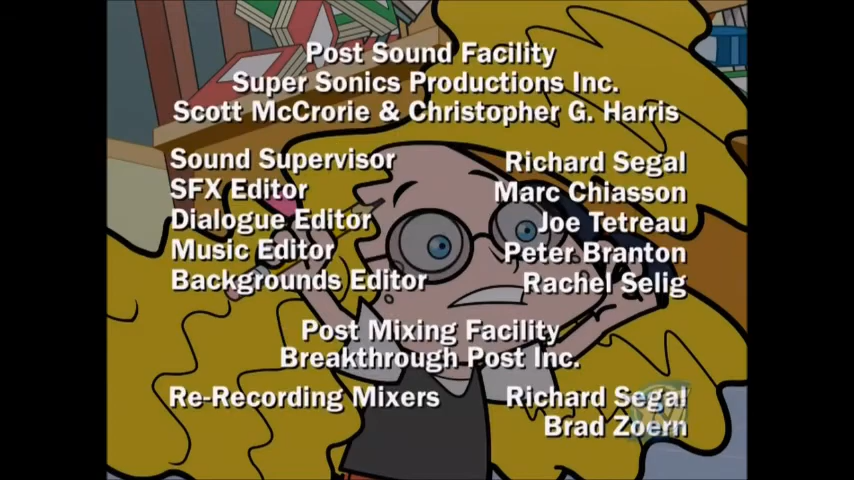 Post Sound Facility
Super Sonics Productions Inc.
Scott McCrorie & Christopher G. Harris
Sound Supervisor Richard Segal
SFX Editor Marc Chiasson
Dialogue Editor Joe Tetreau
Music Editor Peter Branton
Backgrounds Editor Rachel Selig
Post Mixing Facility
Breakthrough Post Inc.
Re-Recording Mixers Richard Segal
Brad Zoern